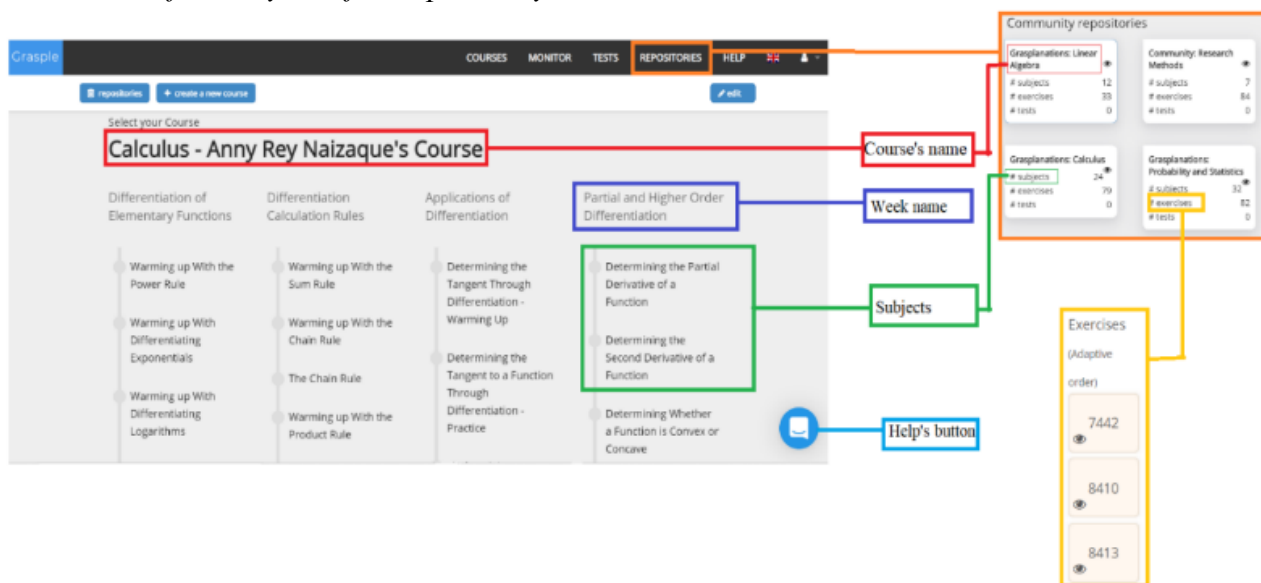 Community repositories
Grasple
COURSES MONITOR TESTS REPOSITORIES HELP
repositories
+ create a new course
edit
Select your Course
Calculus - Anny Rey Naizaque's Course
Differentiation of
Elementary Functions
Warming up With the
Power Rule
Warming up With
Differentiating
Exponentials
Warming up With
Differentiating
Logarithms
Differentiation
Calculation Rules
Warming up With the
Sum Rule
Warming up With the
Chain Rule
The Chain Rule
Warming up With the
Product Rule
Applications of
Differentiation
Determining the
Tangent Through
Differentiation -
Warming Up
Determining the
Tangent to a Function
Through
Differentiation -
Practice
Partial and Higher Order
Differentiation
Determining the Partial
Derivative of a
Function
Determining the
Second Derivative of a
Function
Determining Whether
a Function is Convex or
Concave
Course's name
Week name
Subjects
Help's button
Grasplanations: Linear
Algebra
# subjects 12
# exercises 33
# tests 0
Community: Research
Methods
# subjects 7
# exercises 84
# tests 0
Grasplanations: Calculus
# subjects 24
# exercises 79
# tests 0
Grasplanations:
Probability and Statistics
# subjects 32
# exercises 82
# tests 0
Exercises
(Adaptive
order)
7442
8410
8413